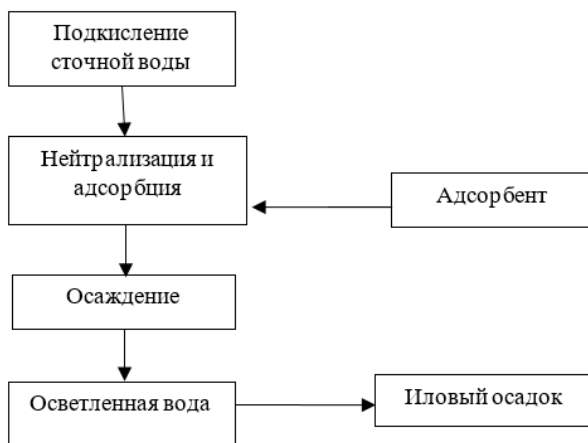 Подкисление
сточной воды
Нейтрализация и
адсорбция
Адсорбент
Осаждение
Осветленная вода
Иловый осадок